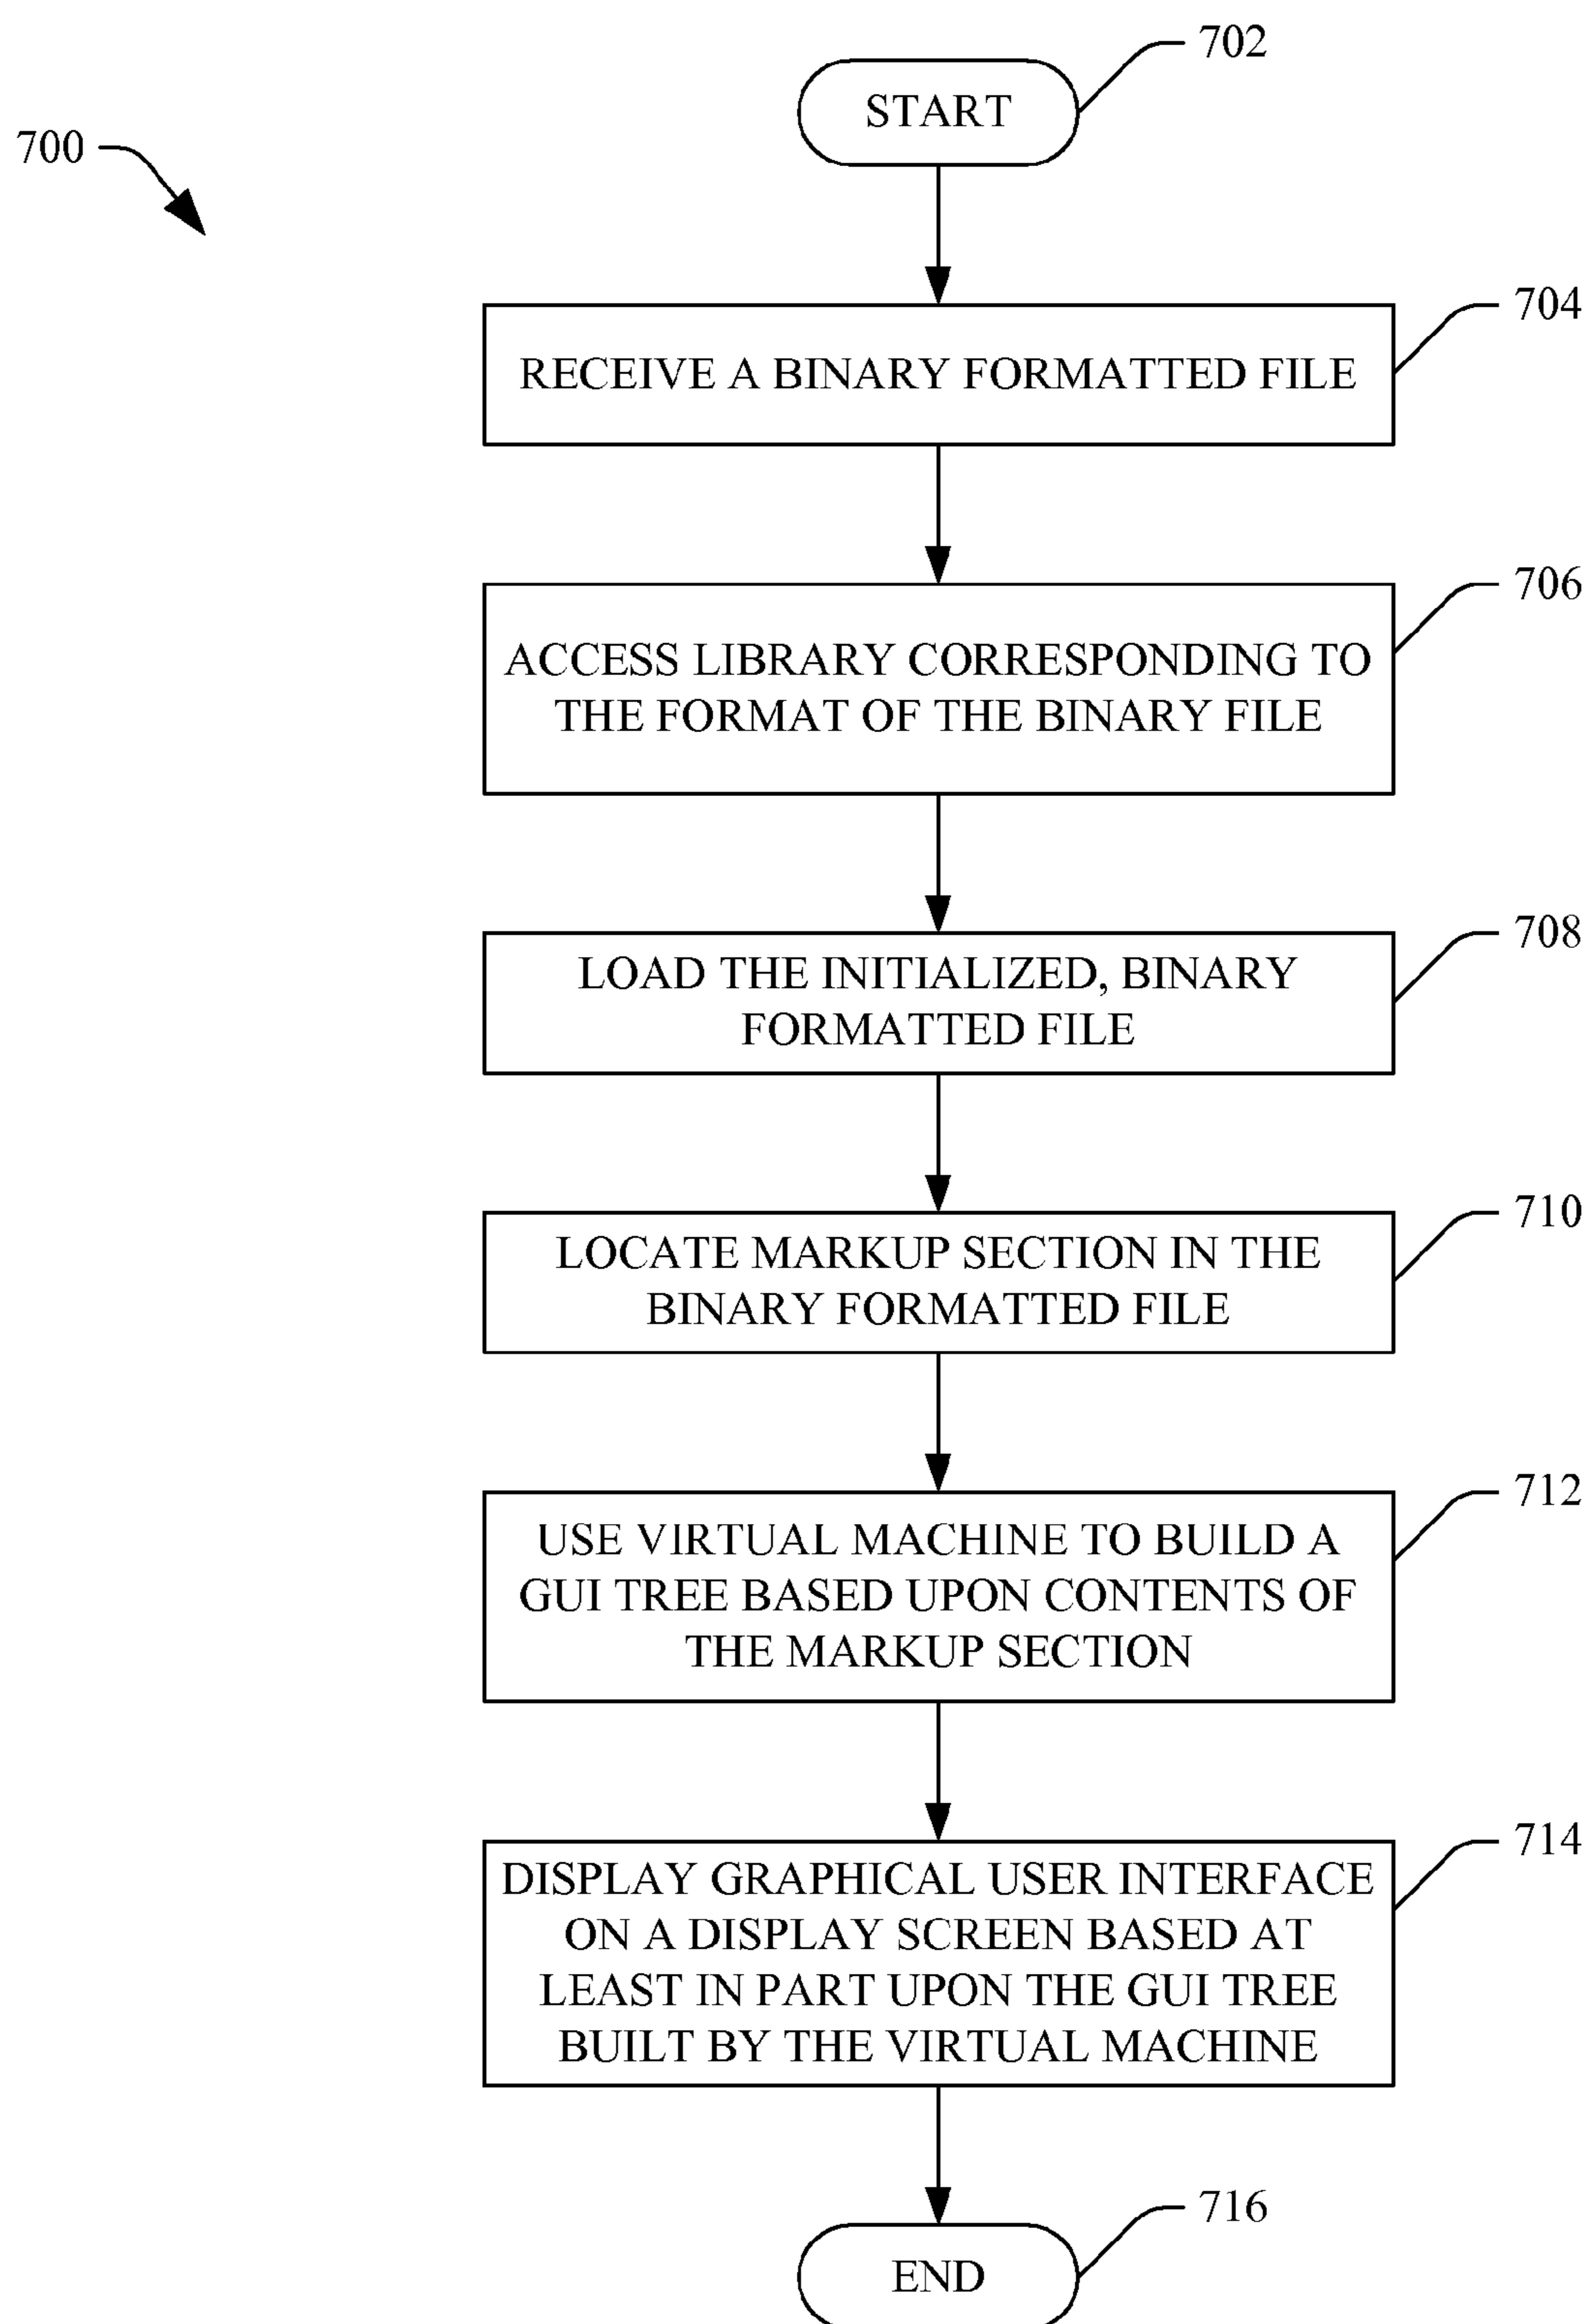 702
START
700
704
RECEIVE A BINARY FORMATTED FILE
706
ACCESS LIBRARY CORRESPONDING TO
THE FORMAT OF THE BINARY FILE
708
LOAD THE INITIALIZED, BINARY
FORMATTED FILE
710
LOCATE MARKUP SECTION IN THE
BINARY FORMATTED FILE
712
USE VIRTUAL MACHINE TO BUILD A
GUI TREE BASED UPON CONTENTS OF
THE MARKUP SECTION
714
DISPLAY GRAPHICAL USER INTERFACE
ON A DISPLAY SCREEN BASED AT
LEAST IN PART UPON THE GUI TREE
BUILT BY THE VIRTUAL MACHINE
716
END